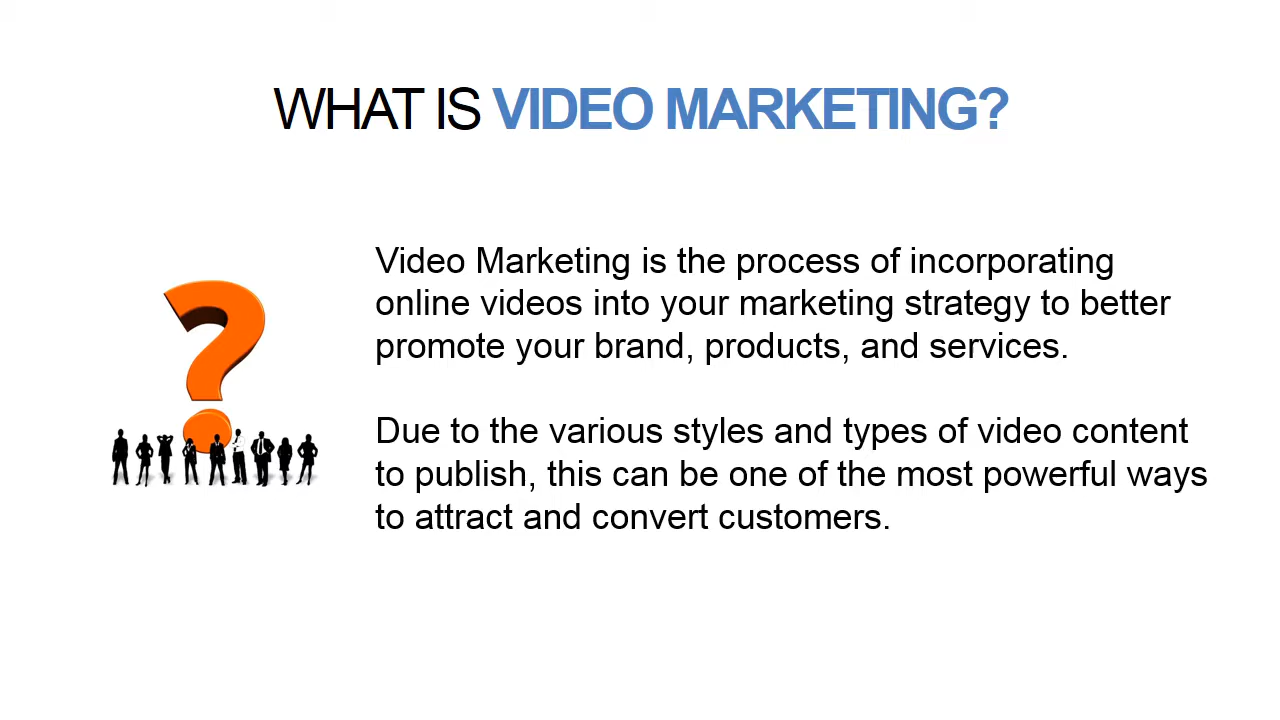 WHAT IS VIDEO MARKETING?
Video Marketing is the process of incorporating
online videos into your marketing strategy to better
promote your brand, products, and services.
Due to the various styles and types of video content
to publish, this can be one of the most powerful ways
to attract and convert customers.